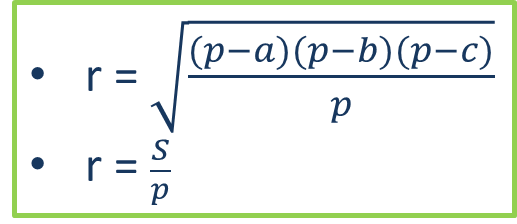 • r = √((p−a)(p−b)(p−c)/p)
• r = S/p